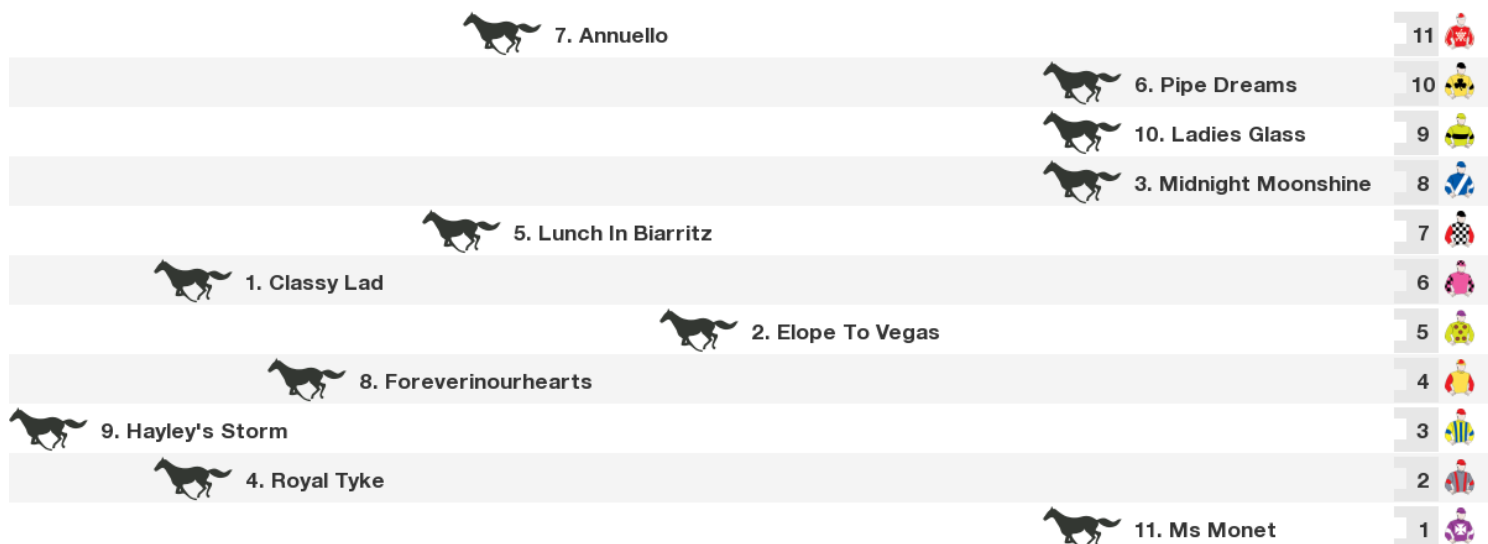 7. Annuello 11
6. Pipe Dreams 10
10. Ladies Glass 9
3. Midnight Moonshine 8
5. Lunch In Biarritz 7
1. Classy Lad 6
2. Elope To Vegas 5
8. Foreverinourhearts 4
9. Hayley's Storm 3
4. Royal Tyke 2
11. Ms Monet 1